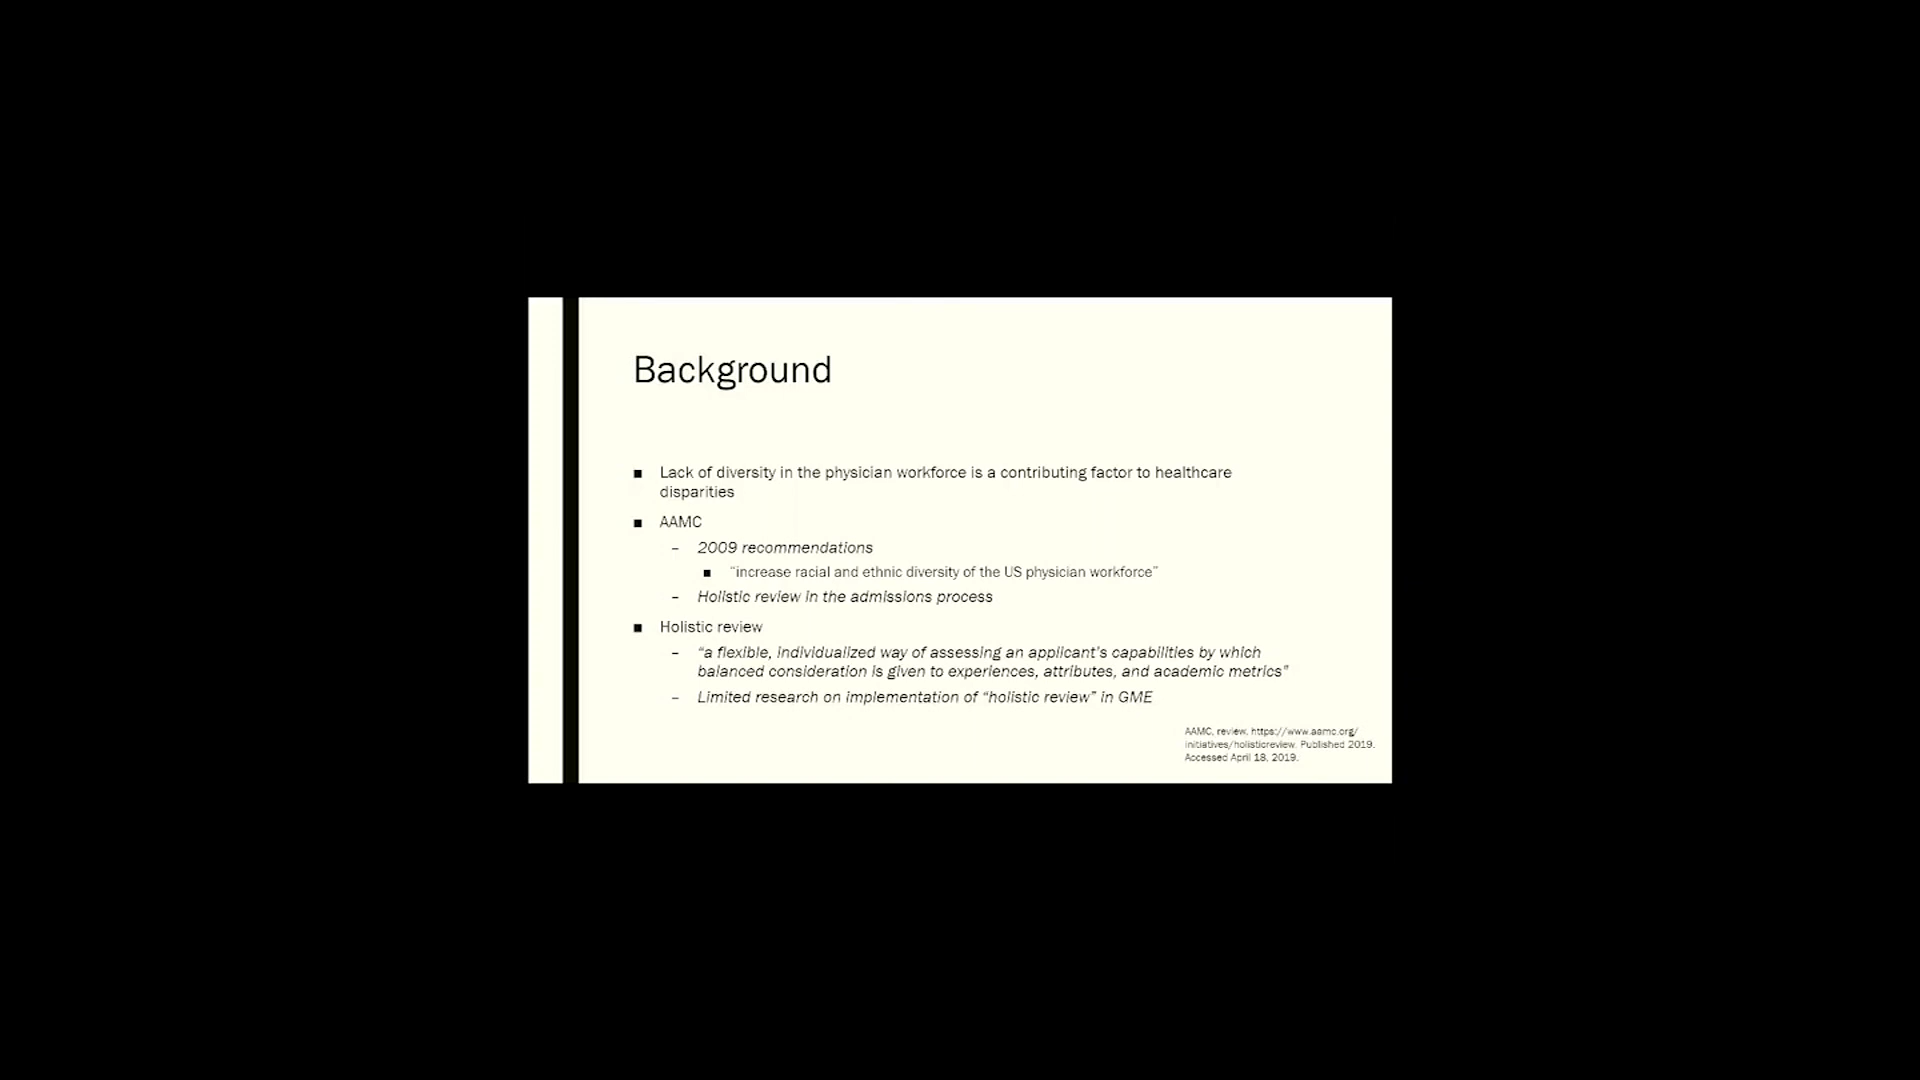 Background
■ Lack of diversity in the physician workforce is a contributing factor to healthcare
disparities
■ AAMC
– 2009 recommendations
■ “increase racial and ethnic diversity of the US physician workforce”
– Holistic review in the admissions process
■ Holistic review
– “a flexible, individualized way of assessing an applicant's capabilities by which
balanced consideration is given to experiences, attributes, and academic metrics”
– Limited research on implementation of “holistic review” in GME
AAMC, review. https://www.aamc.org/
initiatives/holisticreview. Published 2019.
Accessed April 18, 2019.